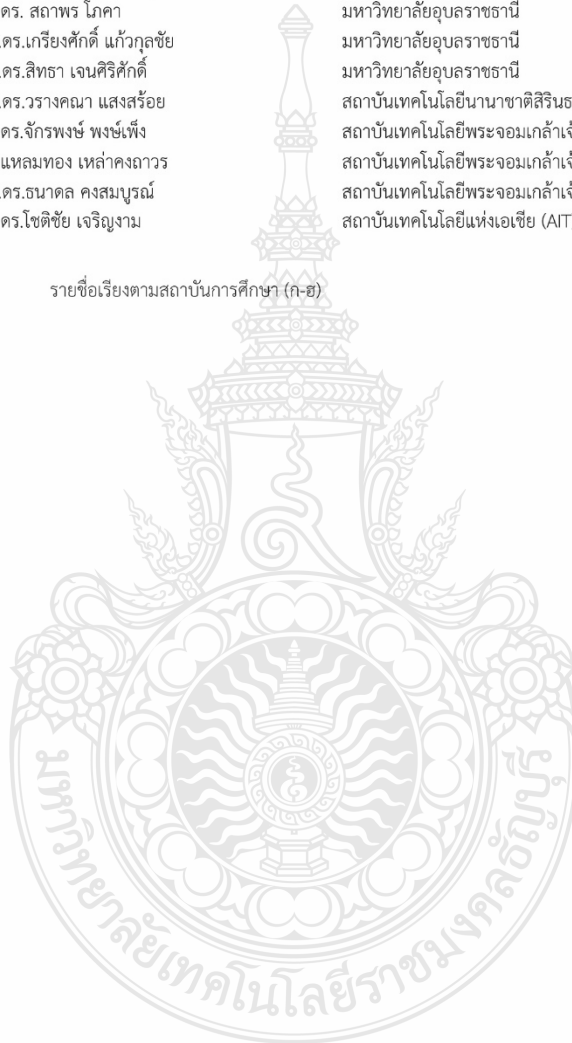 ดร. สถาพร โภคา มหาวิทยาลัยอุบลราชธานี
.ดร.เกรียงศักดิ์ แก้วกุลชัย มหาวิทยาลัยอุบลราชธานี
ดร.สิทธา เจนศิริศักดิ์ มหาวิทยาลัยอุบลราชธานี
.ดร.วรางคณา แสงสร้อย สถาบันเทคโนโลยีนานาชาติสิรินธ
ดร.จักรพงษ์ พงษ์เพ็ง สถาบันเทคโนโลยีพระจอมเกล้าเจ้
แหลมทอง เหล่าคงถาวร สถาบันเทคโนโลยีพระจอมเกล้าเจ้
.ดร.ธนาดล คงสมบูรณ์ สถาบันเทคโนโลยีพระจอมเกล้าเจ้
ดร.โชติชัย เจริญงาม สถาบันเทคโนโลยีแห่งเอเชีย (AIT
รายชื่อเรียงตามสถาบันการศึกษา (ก-ฮ)
มหาวิทยาลัยเทคโนโลยีราชมงคลธัญบุรี